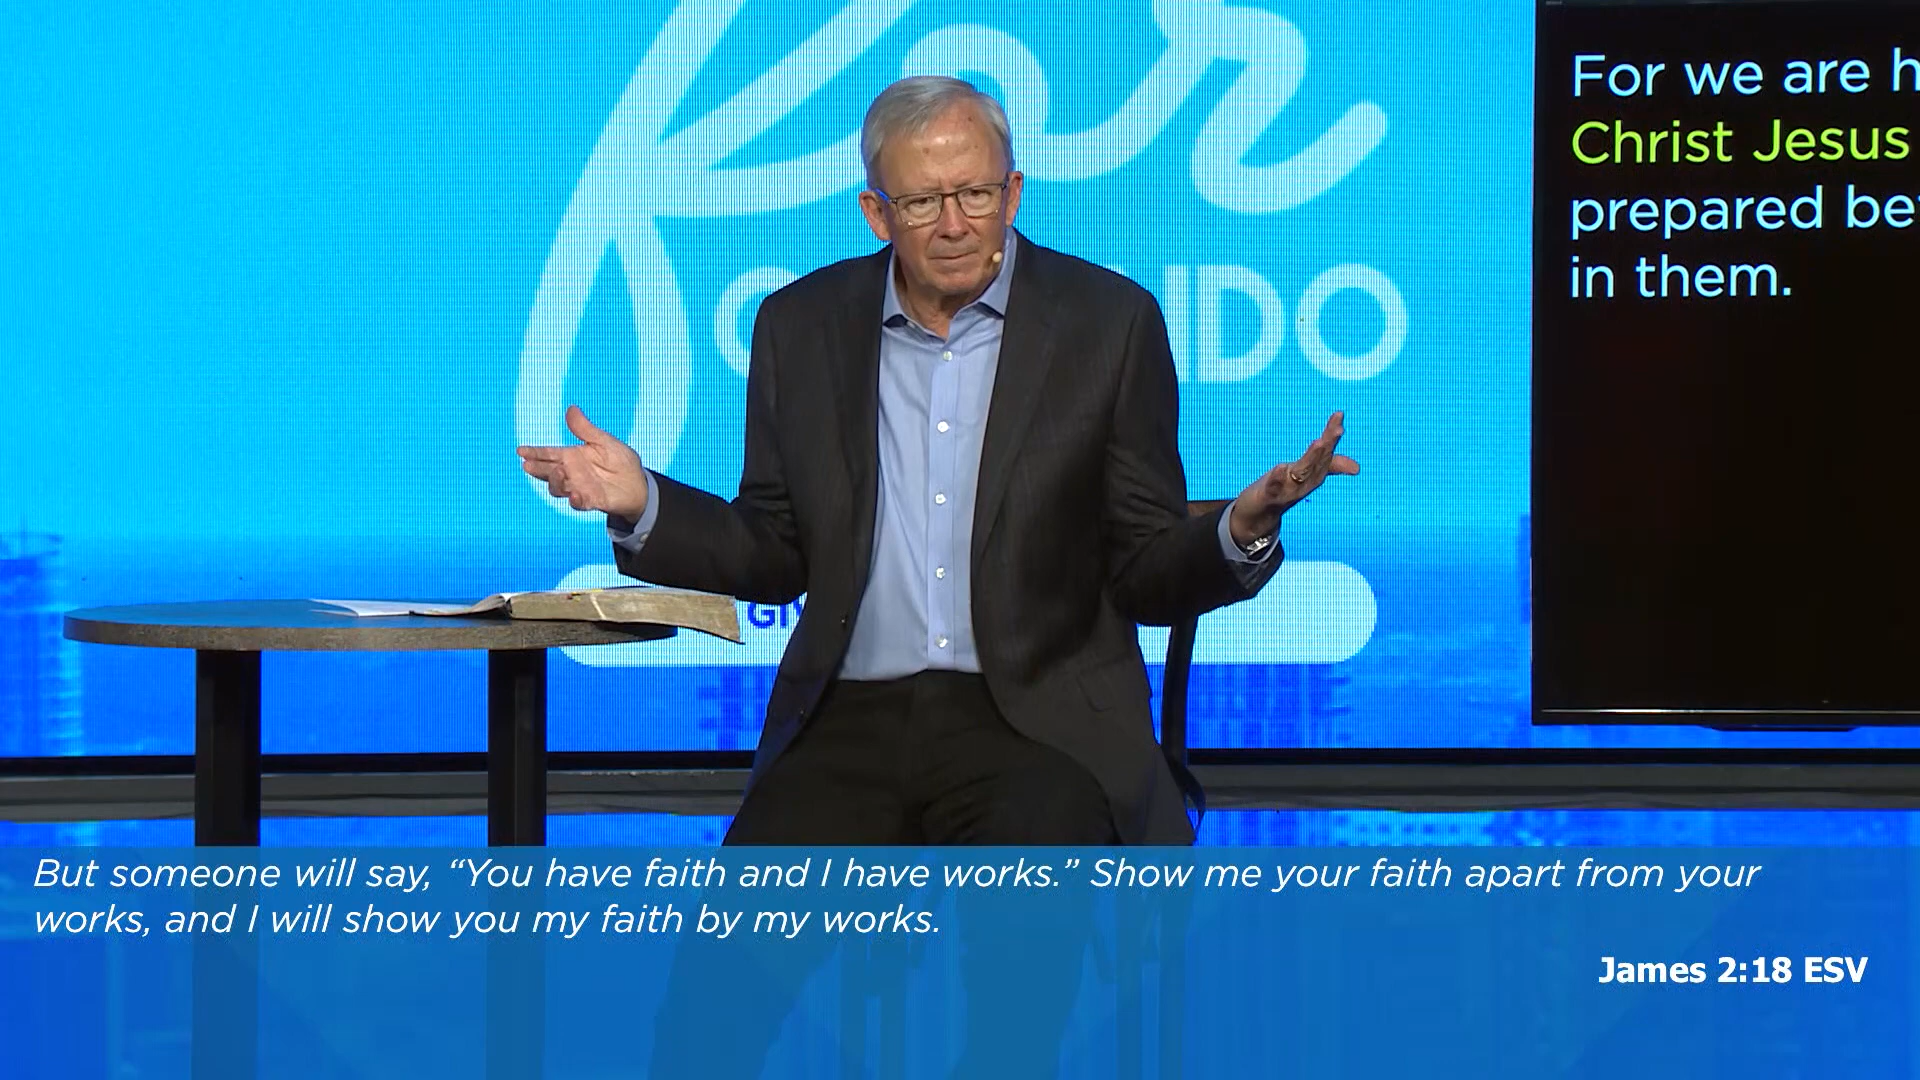 For
For we are
Christ Jesus
prepared
in them.
But someone will say, “You have faith and I have works.” Show me your faith apart from your
works, and I will show you my faith by my works.
James 2:18 ESV